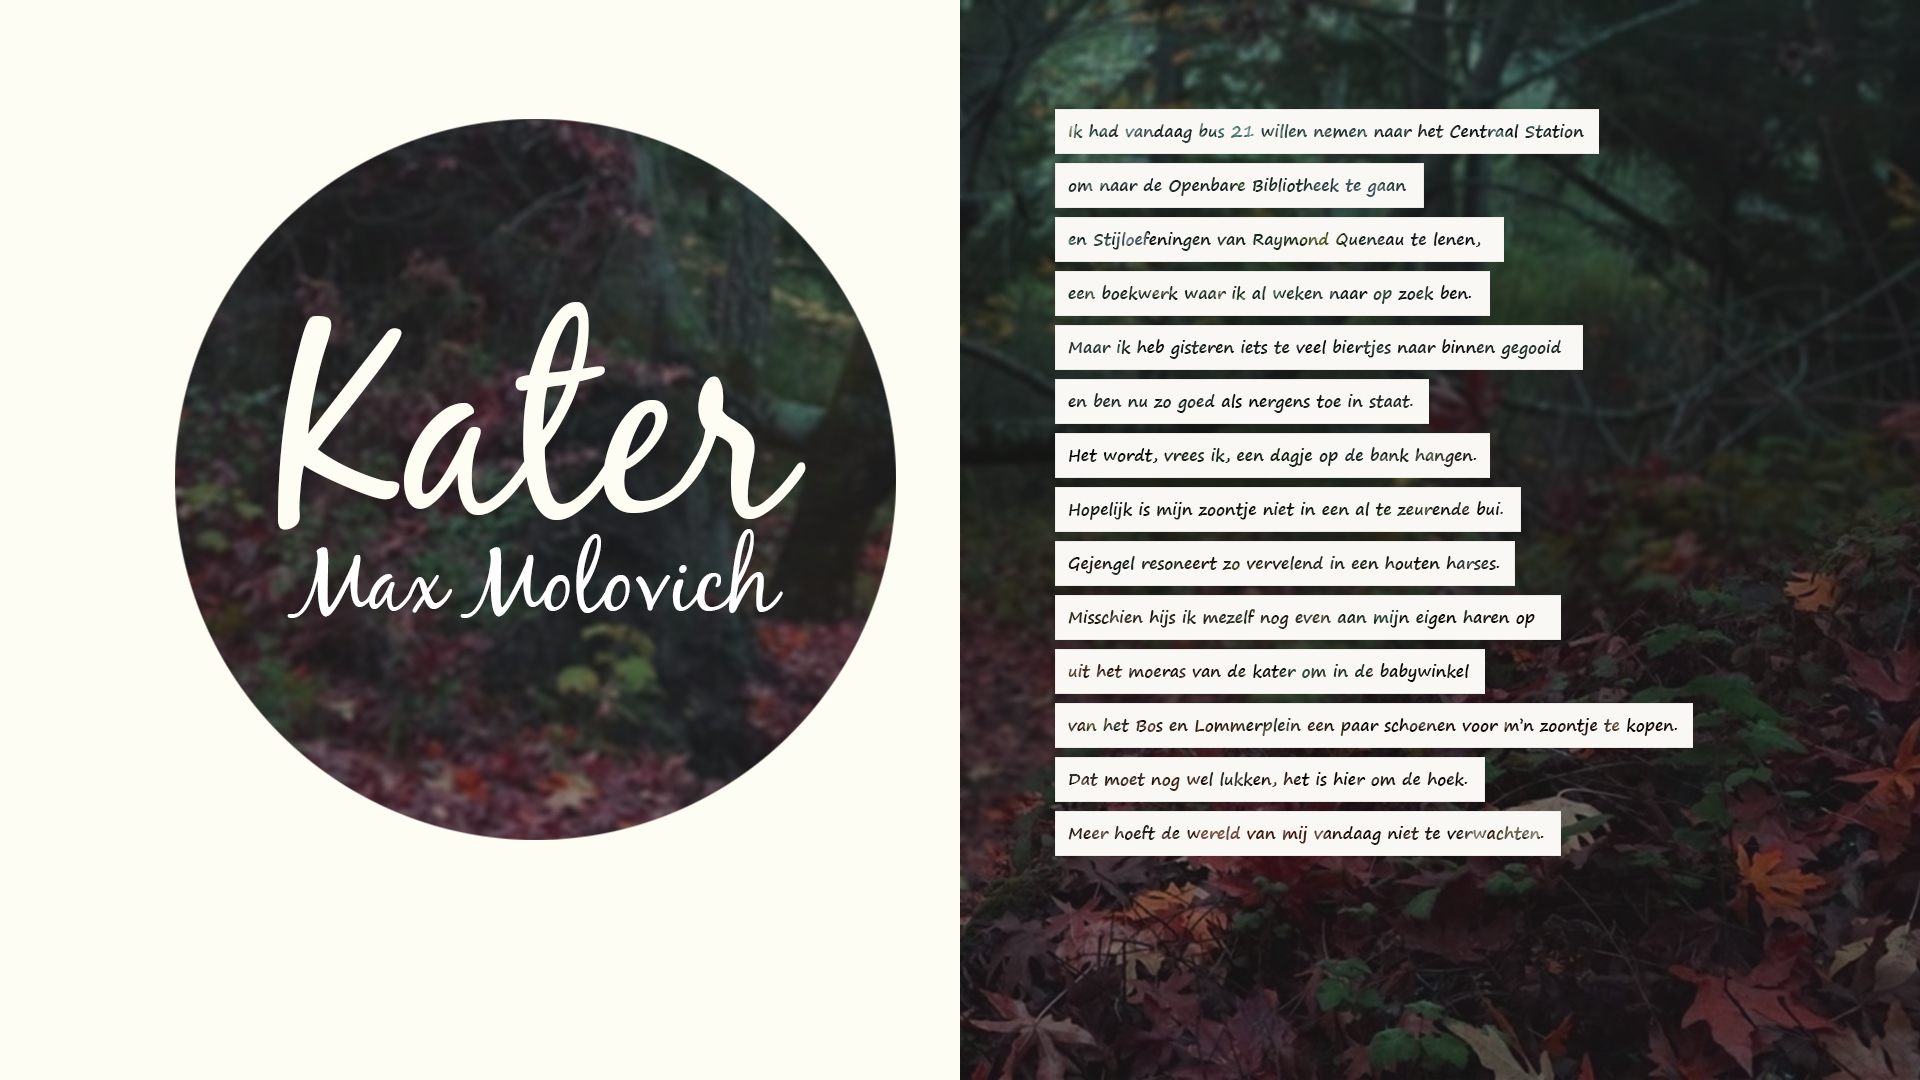 Kater
Max Molovich
Ik had vandaag bus 21 willen nemen naar het Centraal Station
om naar de Openbare Bibliotheek te gaan
en Stijloefeningen van Raymond Queneau te lenen,
een boekwerk waar ik al weken naar op zoek ben.
Maar ik heb gisteren iets te veel biertjes naar binnen gegooid
en ben nu zo goed als nergens toe in staat.
Het wordt, vrees ik, een dagje op de bank hangen.
Hopelijk is mijn zoontje niet in een al te zeurende bui.
Gejengel resoneert zo vervelend in een houten harses.
Misschien hijs ik mezelf nog even aan mijn eigen haren op
uit het moeras van de kater om in de babywinkel
van het Bos en Lommerplein een paar schoenen voor m’n zoontje te kopen.
Dat moet nog wel lukken, het is hier om de hoek.
Meer hoeft de wereld van mij vandaag niet te verwachten.